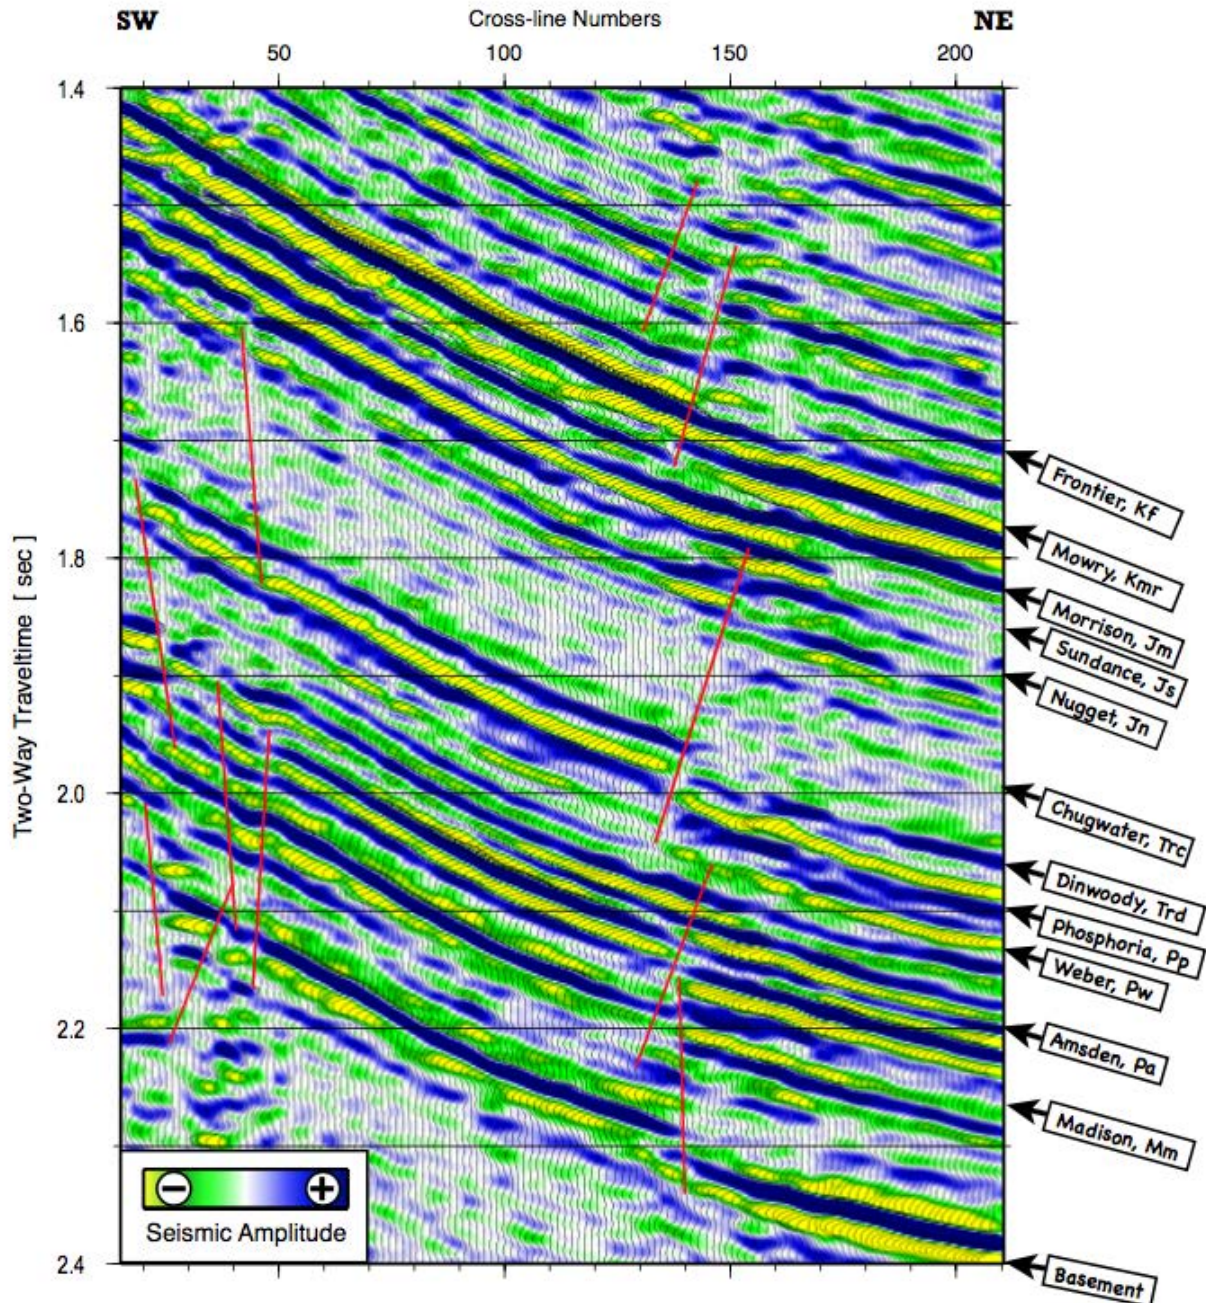 SW Cross-line Numbers NE
50 100 150 200
1.4
1.6
1.8
2.0
2.2
2.4
Two-Way Traveltime [ sec ]
Frontier, Kf
Mowry, Kmr
Morrison, Jm
Sundance, Js
Nugget, Jn
Chugwater, Trc
Dinwoody, Trd
Phosphoria, Pp
Weber, Pw
Amsden, Pa
Madison, Mm
Basement
− +
Seismic Amplitude